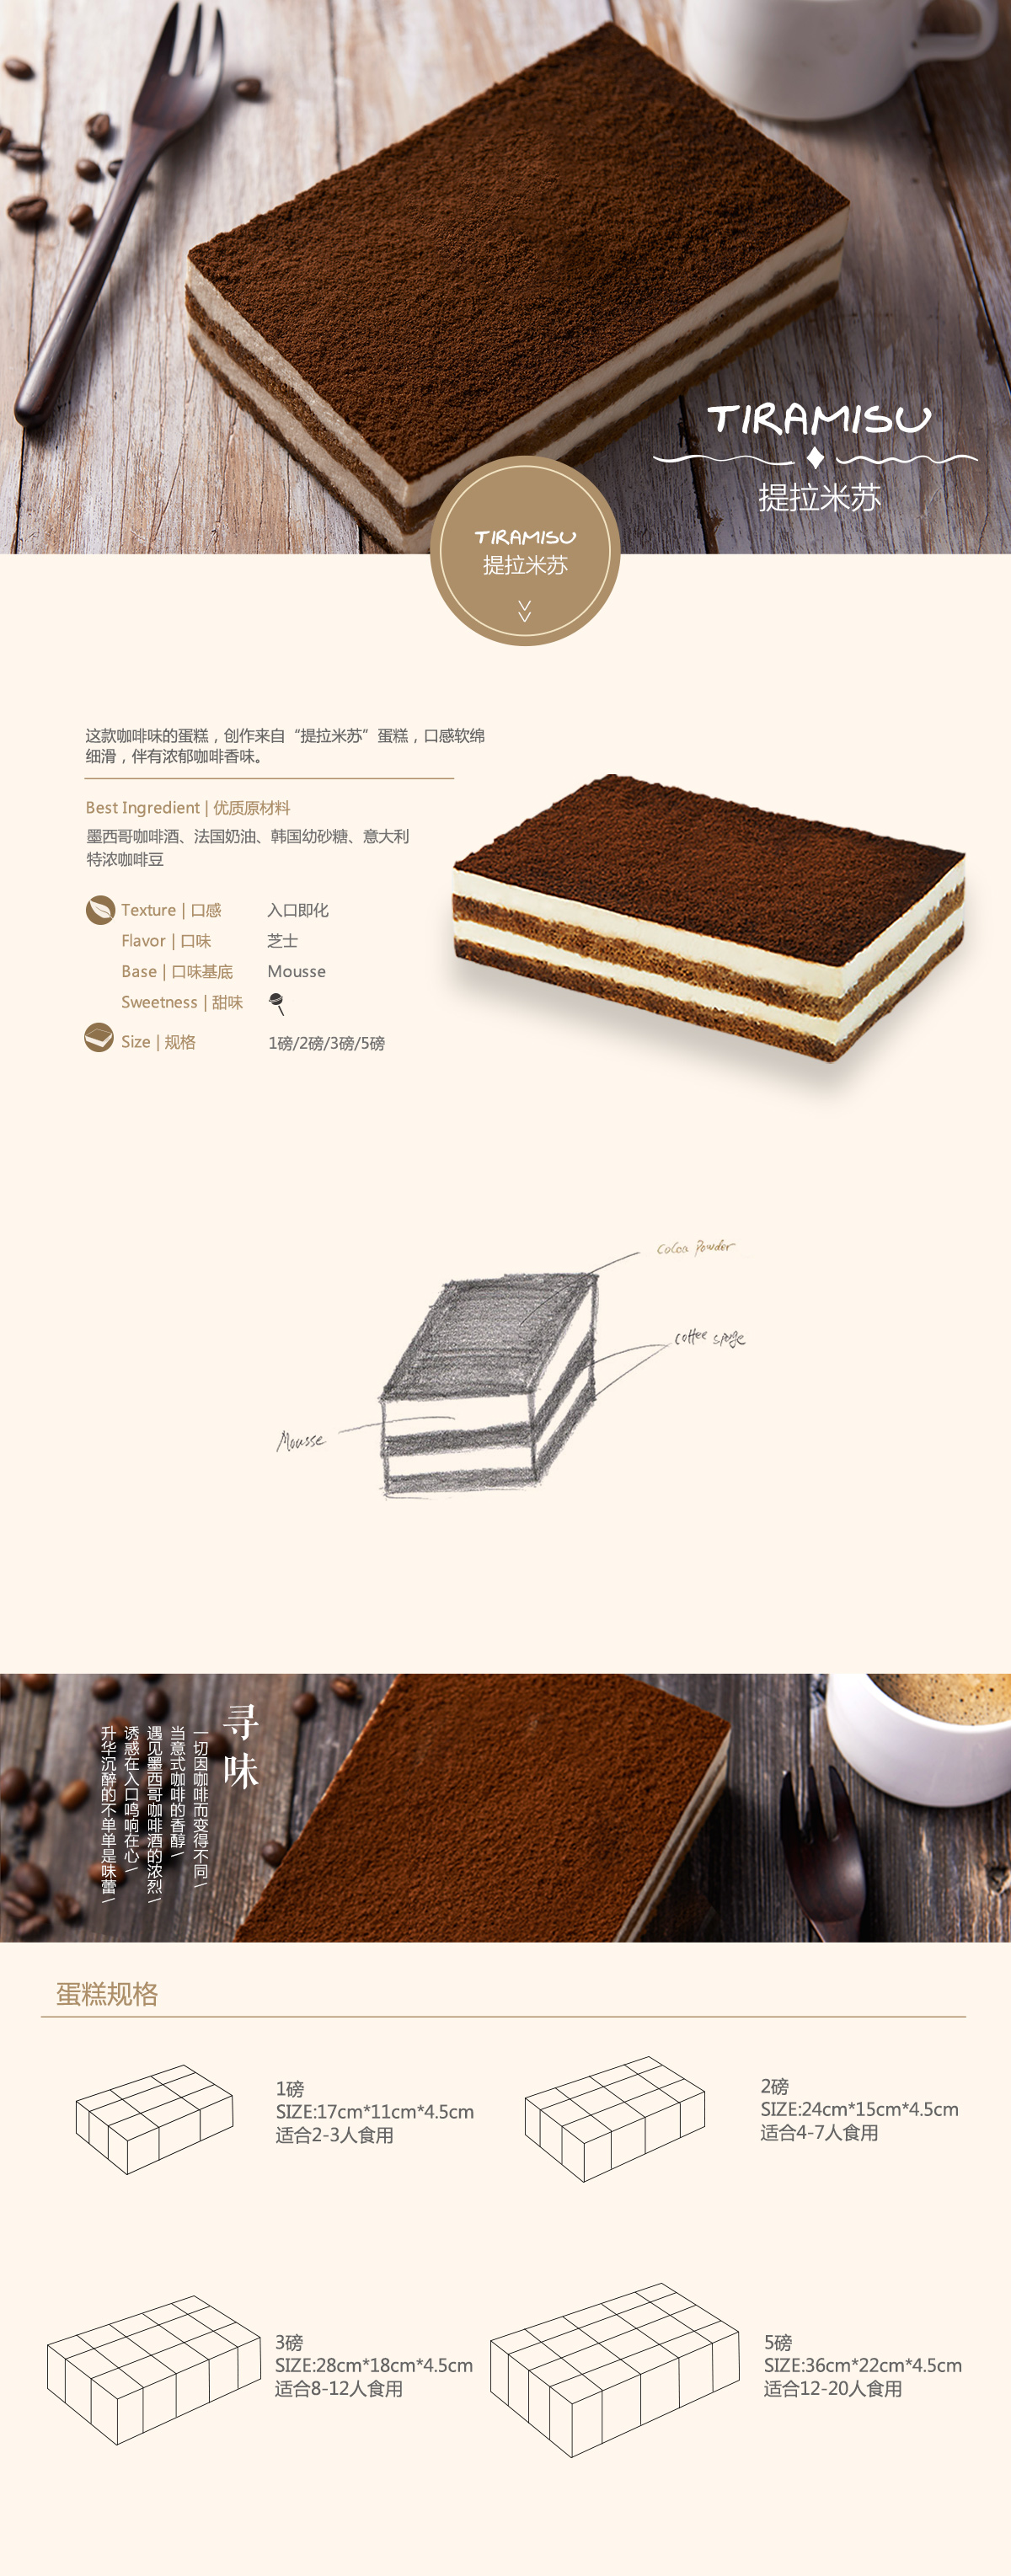 TIRAMISU
提拉米苏
TIRAMISU
提拉米苏
这款咖啡味的蛋糕，创作来自“提拉米苏”蛋糕，口感软绵
细滑，伴有浓郁咖啡香味。
Best Ingredient | 优质原材料
墨西哥咖啡酒、法国奶油、韩国幼砂糖、意大利
特浓咖啡豆
Texture | 口感 入口即化
Flavor | 口味 芝士
Base | 口味基底 Mousse
Sweetness | 甜味
Size | 规格 1磅/2磅/3磅/5磅
Cocoa Powder
coffee
Mousse
寻味
一切因咖啡而变得不同/
当意式咖啡的香醇/
遇见墨西哥咖啡酒的浓烈/
诱惑在入口鸣响在心/
升华沉醉的不单单是味蕾/
蛋糕规格
1磅
SIZE:17cm*11cm*4.5cm
适合2-3人食用
2磅
SIZE:24cm*15cm*4.5cm
适合4-7人食用
3磅
SIZE:28cm*18cm*4.5cm
适合8-12人食用
5磅
SIZE:36cm*22cm*4.5cm
适合12-20人食用